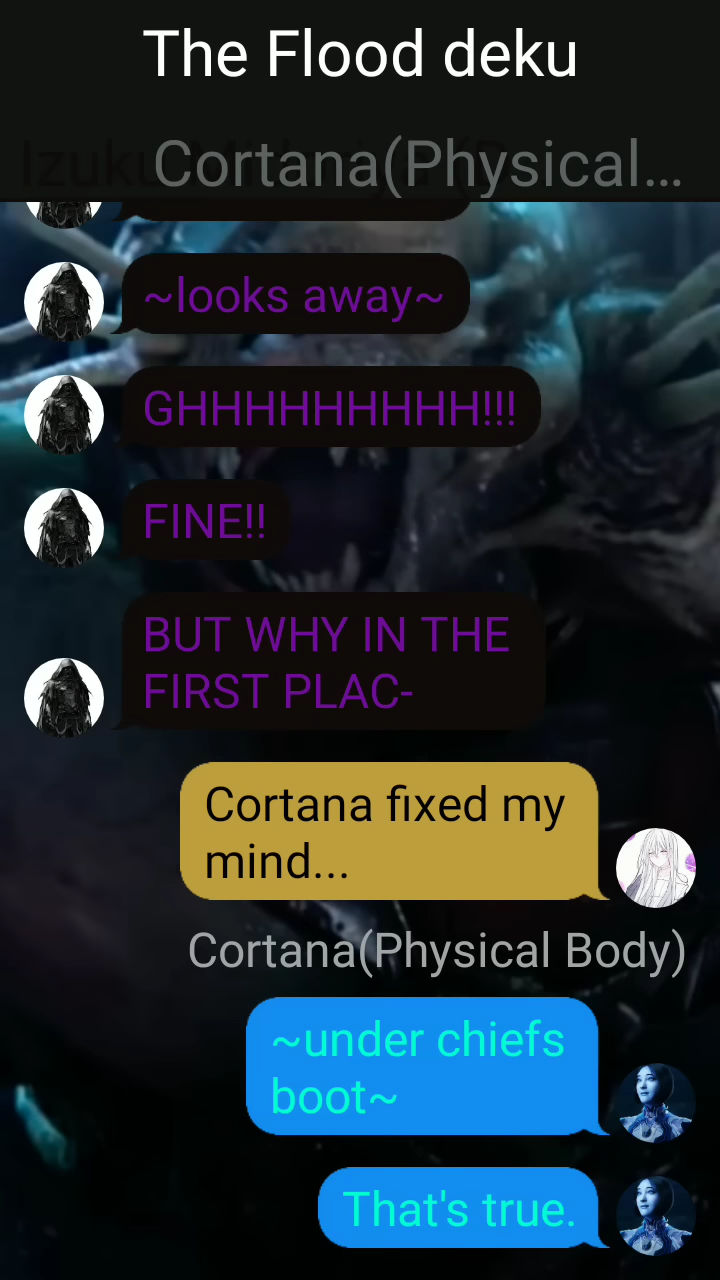 The Flood deku
Izuku
Cortana(Physical...
~looks away~
GHHHHHHHHH!!!
FINE!!
BUT WHY IN THE
FIRST PLAC-
Cortana fixed my
mind...
Cortana(Physical Body)
~under chiefs
boot~
That's true.